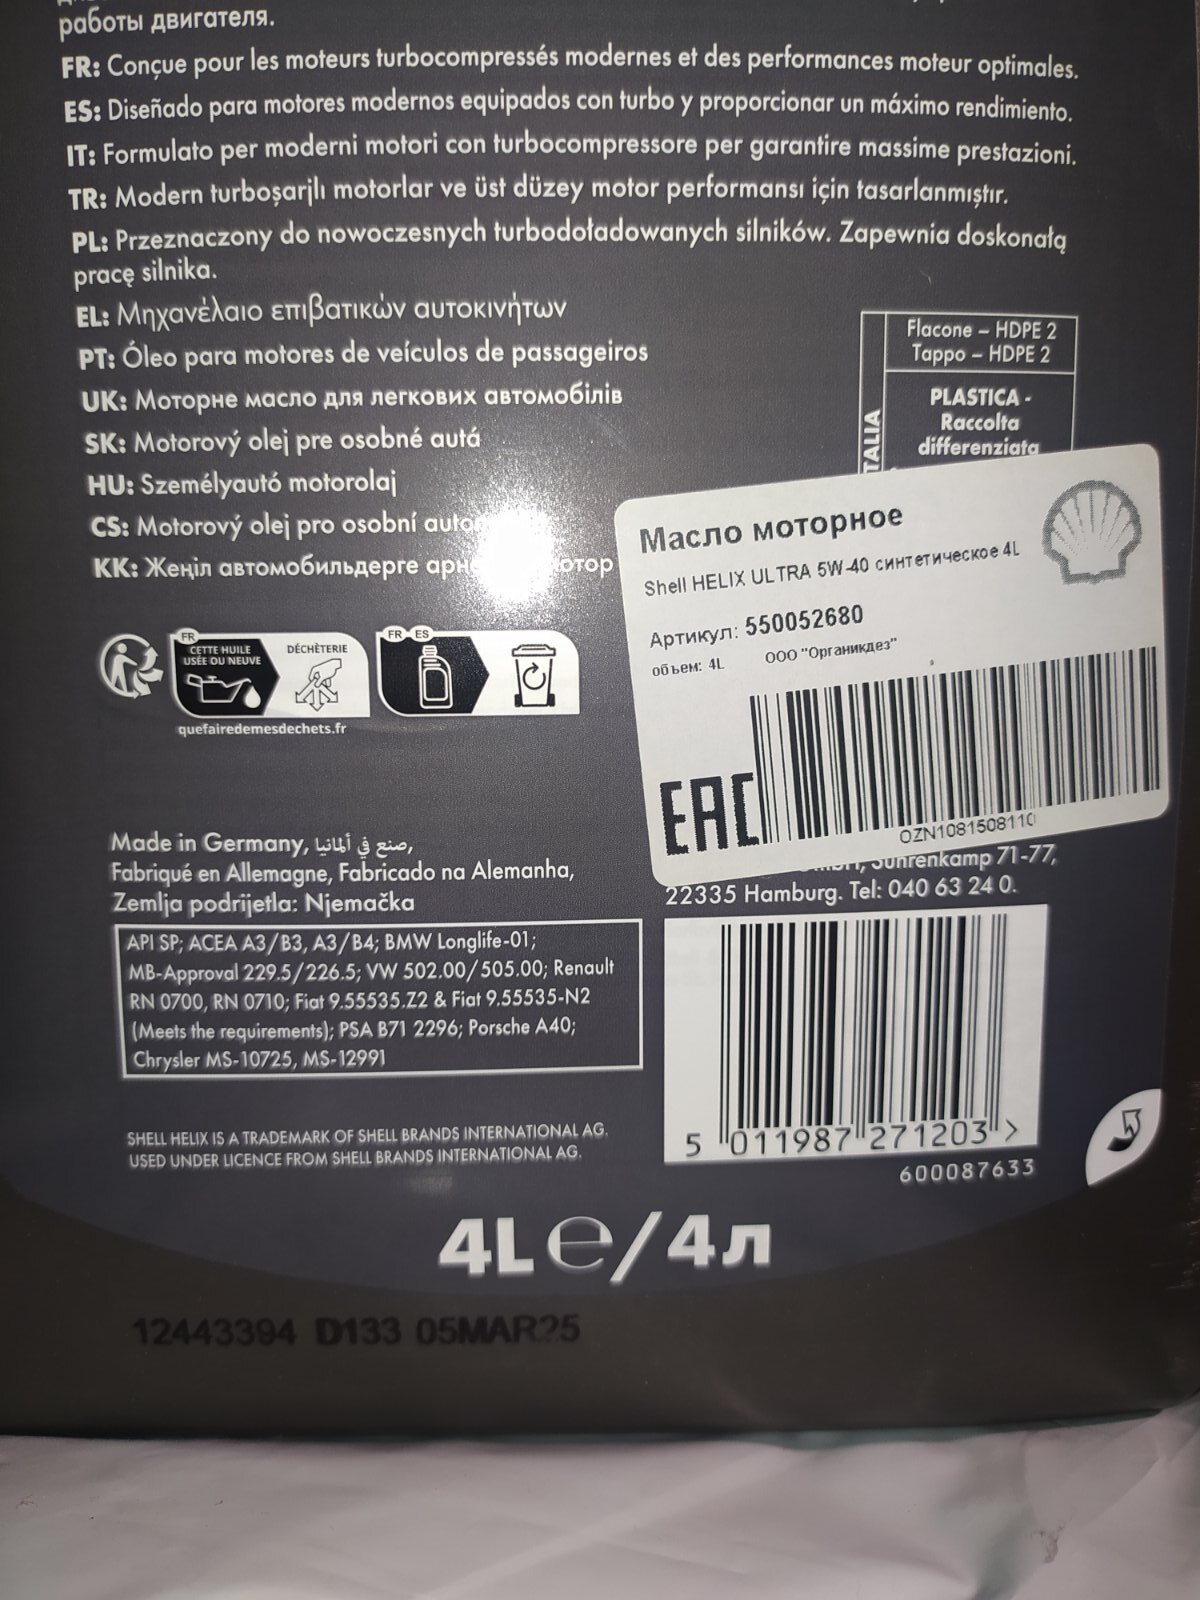 работы двигателя.
FR: Conçue pour les moteurs turbocompressés modernes et des performances moteur optimales.
ES: Diseñado para motores modernos equipados con turbo y proporcionar un máximo rendimiento.
IT: Formulato per moderni motori con turbocompressore per garantire massime prestazioni.
TR: Modern turboşarjlı motorlar ve üst düzey motor performansı için tasarlanmıştır.
PL: Przeznaczony do nowoczesnych turbodoładowanych silników. Zapewnia doskonałą
pracę silnika.
EL: Μηχανέλαιο επιβατικών αυτοκινήτων
PT: Óleo para motores de veículos de passageiros
UK: Моторне масло для легкових автомобілів
SK: Motorový olej pre osobné autá
HU: Személyautó motorolaj
CS: Motorový olej pro osobní
KK: Жеңіл автомобильдерге
Flacone – HDPE 2
Tappo – HDPE 2
PLASTICA -
Raccolta
differenziata
Масло моторное
Shell HELIX ULTRA 5W-40 синтетическое 4L
Артикул: 550052680
объем: 4L ООО "Органикдез"
EAC
OZN1081508110
FR
CETTE HUILE
USÉE OU NEUVE
DÉCHÈTERIE
FR ES
quefairedemesdechets.fr
Made in Germany, صنع في ألمانيا,
Fabriqué en Allemagne, Fabricado na Alemanha,
Zemlja podrijetla: Njemačka
71-77,
22335 Hamburg. Tel: 040 63 24 0.
API SP; ACEA A3/B3, A3/B4; BMW Longlife-01;
MB-Approval 229.5/226.5; VW 502.00/505.00; Renault
RN 0700, RN 0710; Fiat 9.55535.Z2 & Fiat 9.55535-N2
(Meets the requirements); PSA B71 2296; Porsche A40;
Chrysler MS-10725, MS-12991
5 011987 271203 >
600087633
SHELL HELIX IS A TRADEMARK OF SHELL BRANDS INTERNATIONAL AG.
USED UNDER LICENCE FROM SHELL BRANDS INTERNATIONAL AG.
4L℮/4л
12443394 D133 05MAR25